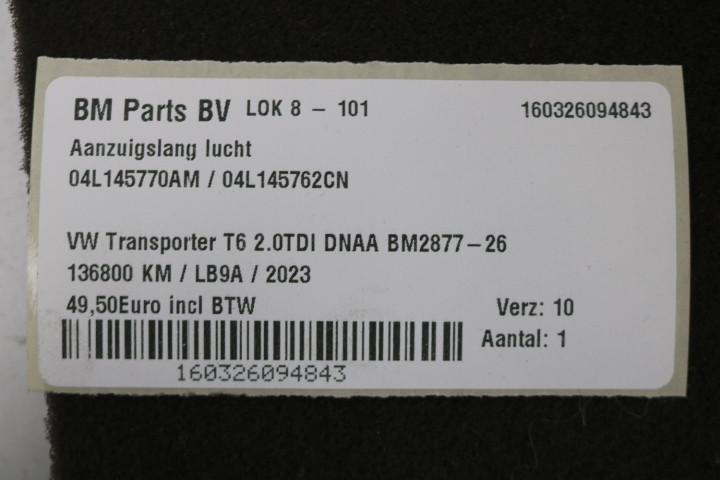 BM Parts BV LOK 8 - 101 160326094843
Aanzuigslang lucht
04L145770AM / 04L145762CN
VW Transporter T6 2.0TDI DNAA BM2877-26
136800 KM / LB9A / 2023
49,50Euro incl BTW Verz: 10
Aantal: 1
160326094843